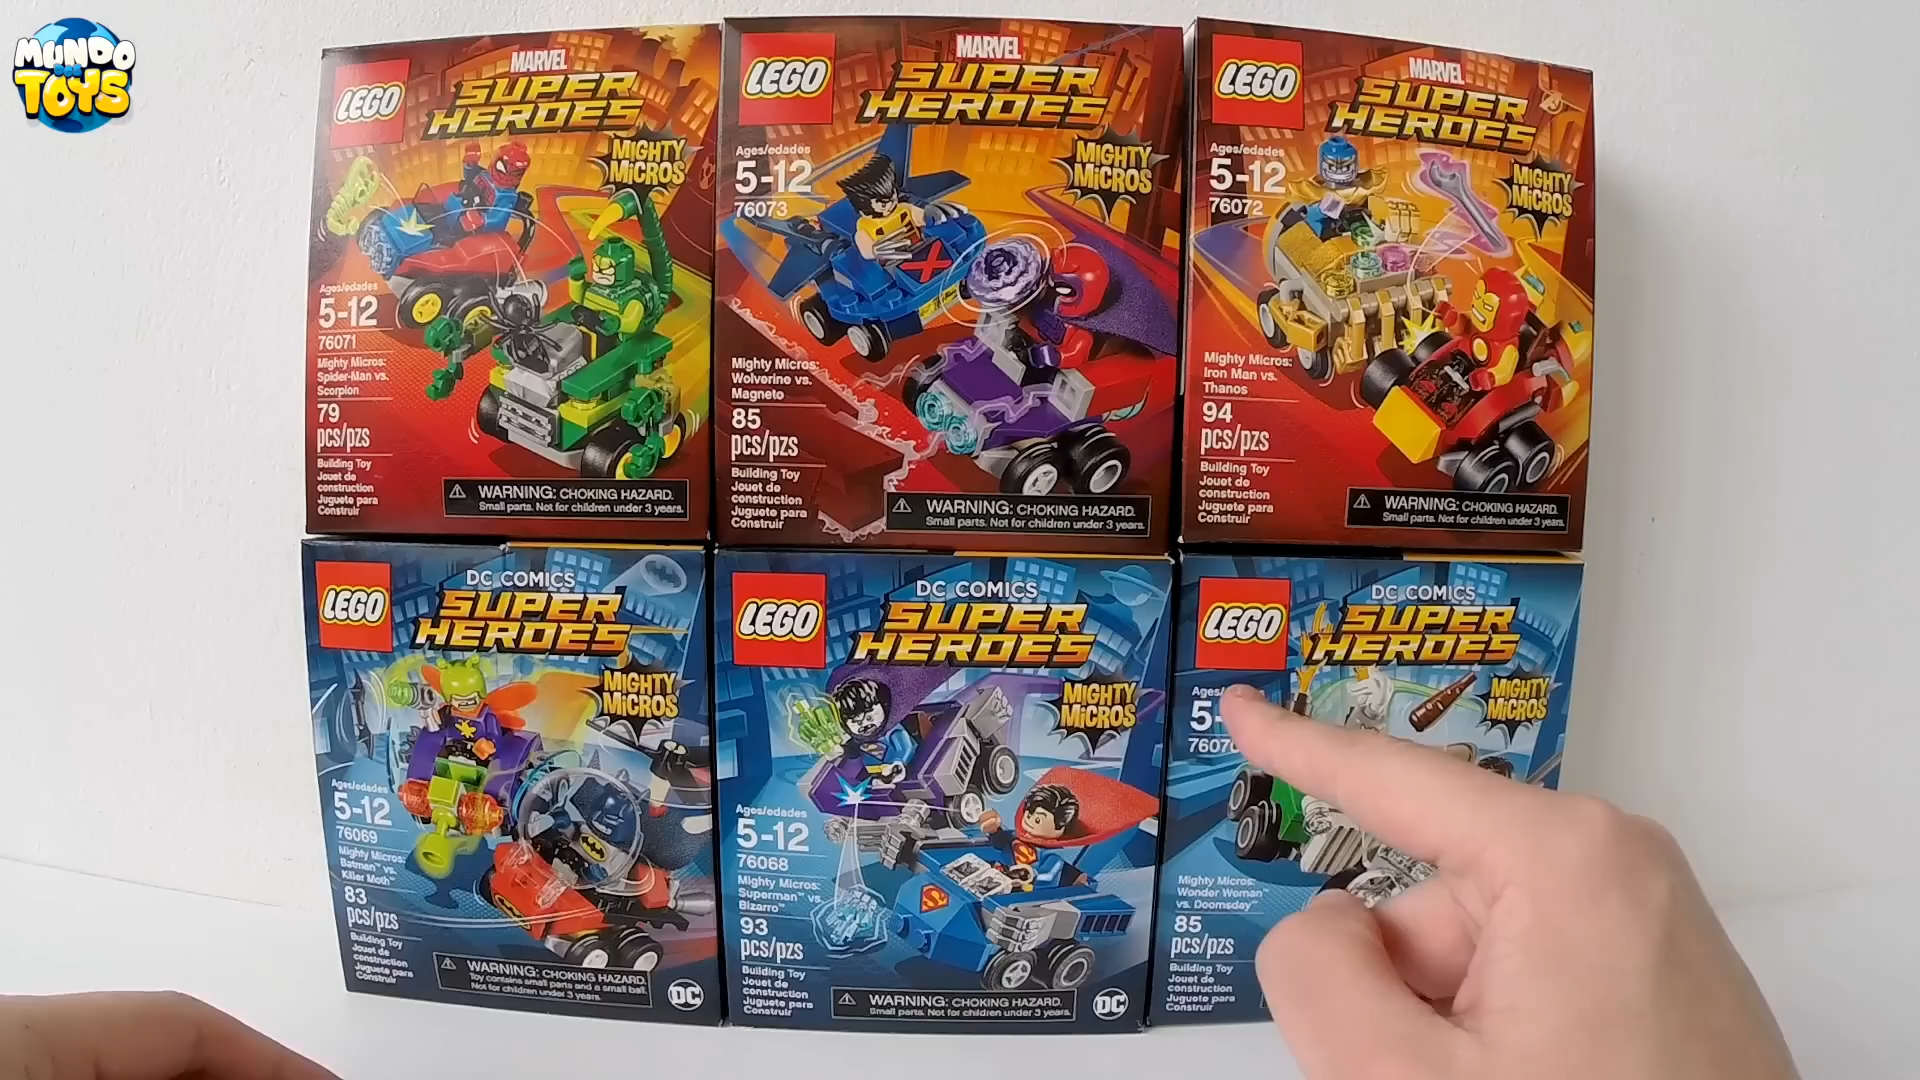 MUNDO
TOYS
LEGO
MARVEL
SUPER
HEROES
MIGHTY
MICROS
Ages/edades
5-12
76071
Mighty Micros:
Spider-Man vs.
Scorpion
79
pcs/pzs
Building Toy
Jouet de
construction
Juguete para
Construir
WARNING: CHOKING HAZARD.
Small parts. Not for children under 3 years.
LEGO
MARVEL
SUPER
HEROES
MIGHTY
MICROS
Ages/edades
5-12
76073
Mighty Micros:
Wolverine vs.
Magneto
85
pcs/pzs
Building Toy
Jouet de
construction
Juguete para
Construir
WARNING: CHOKING HAZARD.
Small parts. Not for children under 3 years.
LEGO
MARVEL
SUPER
HEROES
MIGHTY
MICROS
Ages/edades
5-12
76072
Mighty Micros:
Iron Man vs.
Thanos
94
pcs/pzs
Building Toy
Jouet de
construction
Juguete para
Construir
WARNING: CHOKING HAZARD.
Small parts. Not for children under 3 years.
LEGO
DC COMICS
SUPER
HEROES
MIGHTY
MICROS
Ages/edades
5-12
76069
Mighty Micros:
Batman™ vs.
Killer Moth™
83
pcs/pzs
Building Toy
Jouet de
construction
Juguete para
Construir
WARNING: CHOKING HAZARD.
Toy contains small parts and a small ball.
Not for children under 3 years.
DC
LEGO
DC COMICS
SUPER
HEROES
MIGHTY
MICROS
Ages/edades
5-12
76068
Mighty Micros:
Superman™ vs.
Bizarro™
93
pcs/pzs
Building Toy
Jouet de
construction
Juguete para
Construir
WARNING: CHOKING HAZARD.
Small parts. Not for children under 3 years.
DC
LEGO
DC COMICS
SUPER
HEROES
MIGHTY
MICROS
5-
76070
Mighty Micros:
Wonder Woman™
vs. Doomsday™
85
pcs/pzs
Building Toy
Jouet de
construction
Juguete para
Construir